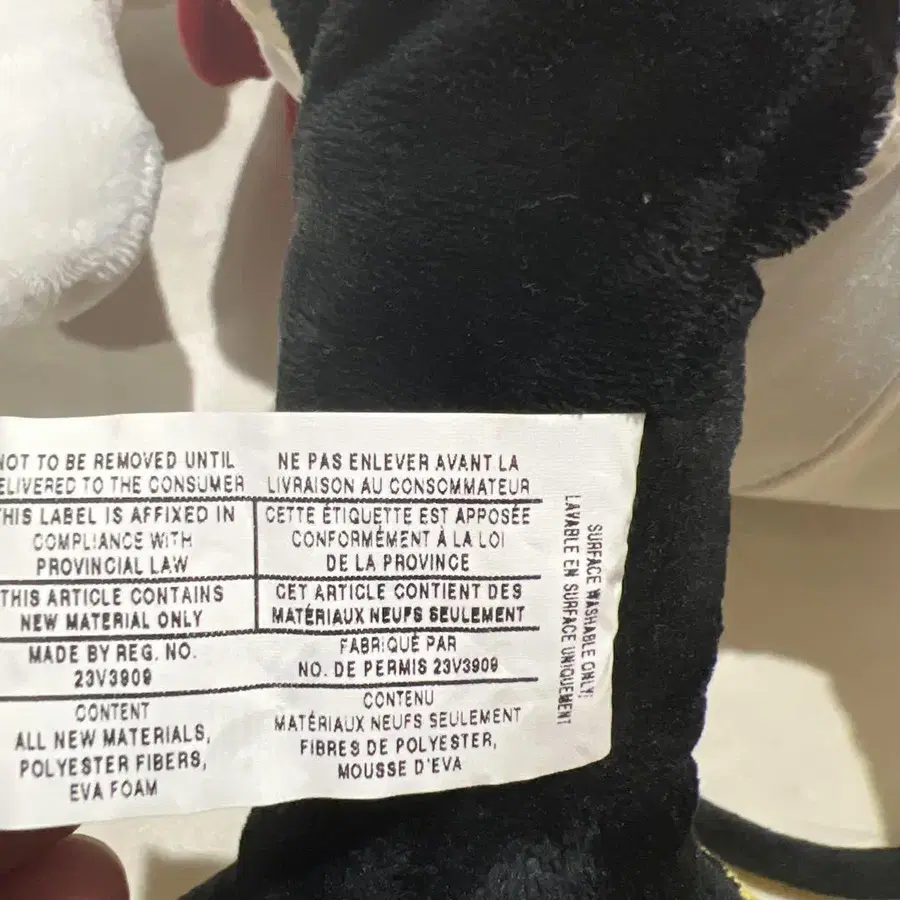 NOT TO BE REMOVED UNTIL
DELIVERED TO THE CONSUMER
THIS LABEL IS AFFIXED IN
COMPLIANCE WITH
PROVINCIAL LAW
THIS ARTICLE CONTAINS
NEW MATERIAL ONLY
MADE BY REG. NO.
23V3909
CONTENT
ALL NEW MATERIALS,
POLYESTER FIBERS,
EVA FOAM
NE PAS ENLEVER AVANT LA
LIVRAISON AU CONSOMMATEUR
CETTE ÉTIQUETTE EST APPOSÉE
CONFORMÉMENT À LA LOI
DE LA PROVINCE
CET ARTICLE CONTIENT DES
MATÉRIAUX NEUFS SEULEMENT
FABRIQUÉ PAR
NO. DE PERMIS 23V3909
CONTENU
MATÉRIAUX NEUFS SEULEMENT
FIBRES DE POLYESTER,
MOUSSE D'EVA
SURFACE WASHABLE ONLY!
LAVABLE EN SURFACE UNIQUEMENT